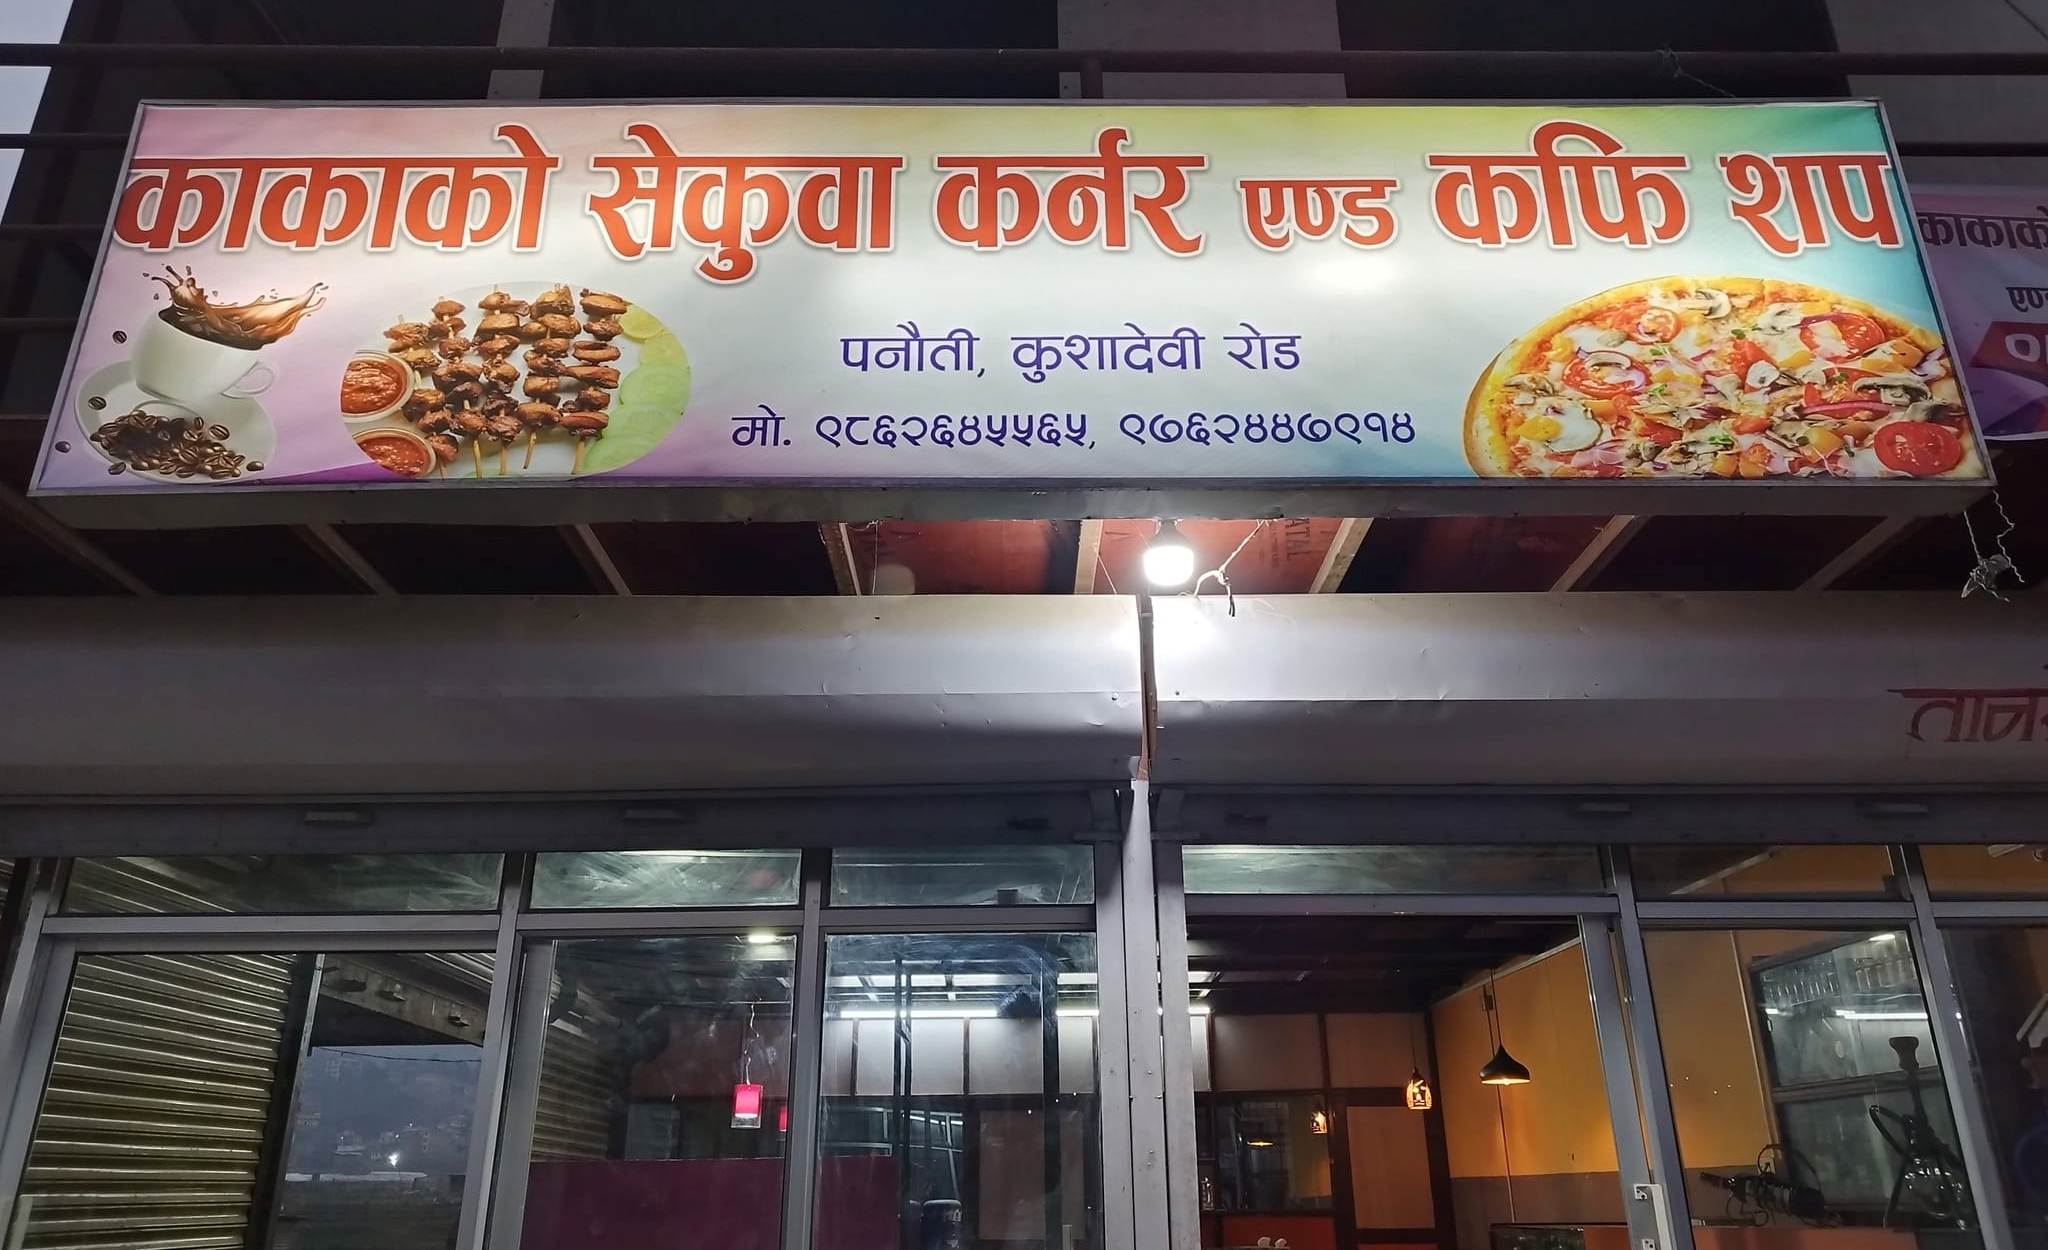 काकाको सेकुवा कर्नर एण्ड कफि शप
पनौती, कुशादेवी रोड
मो. ९८६२६४५५६५, ९७६२४४७९१४
काकाको